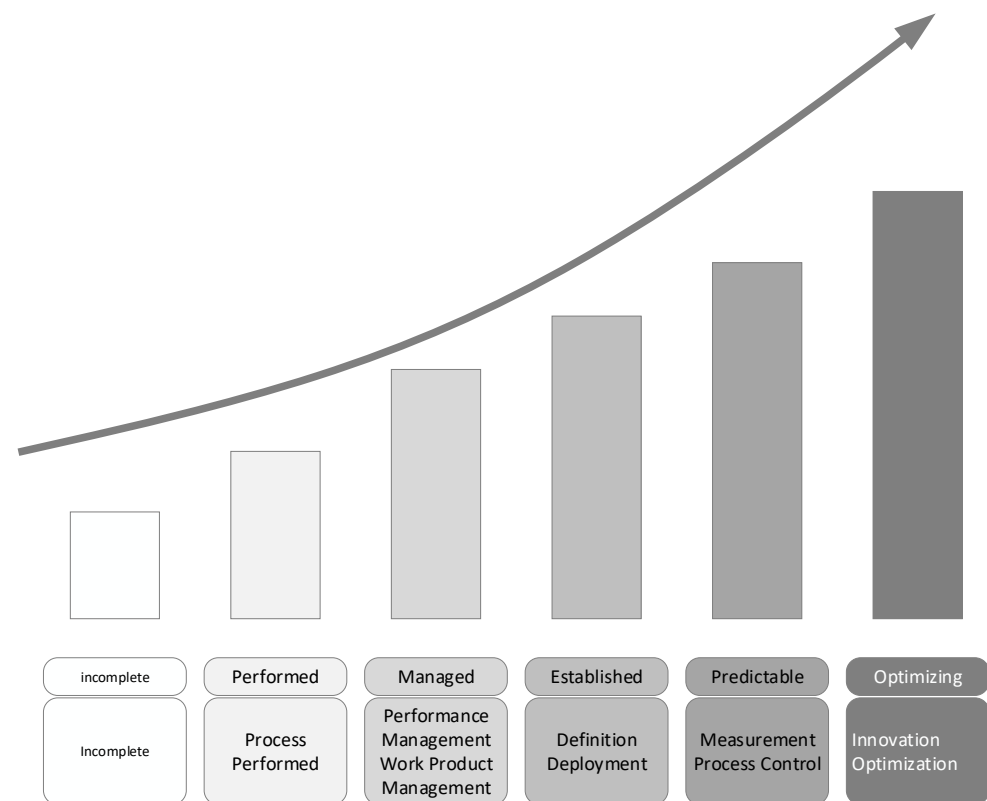 incomplete
Performed
Managed
Established
Predictable
Optimizing
Incomplete
Process
Performed
Performance
Management
Work Product
Management
Definition
Deployment
Measurement
Process Control
Innovation
Optimization